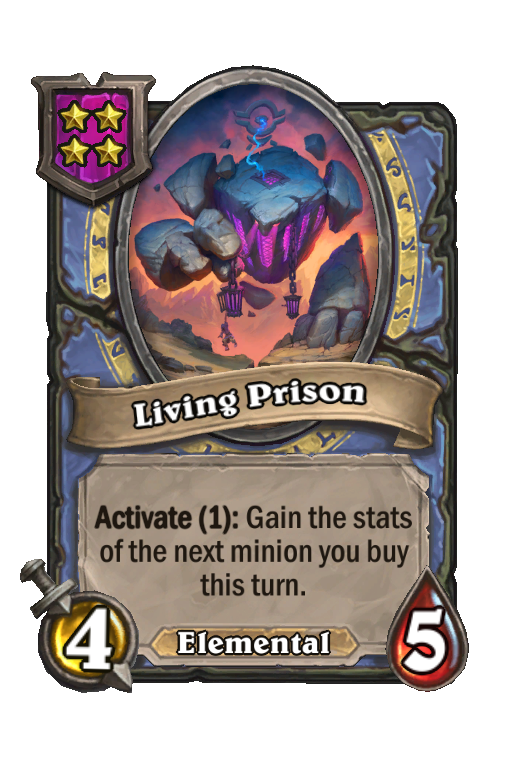 Living Prison
Activate (1): Gain the stats
of the next minion you buy
this turn.
4
Elemental
5